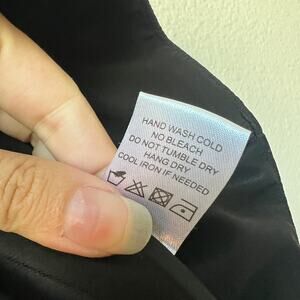 HAND WASH COLD
NO BLEACH
DO NOT TUMBLE DRY
HANG DRY
COOL IRON IF NEEDED